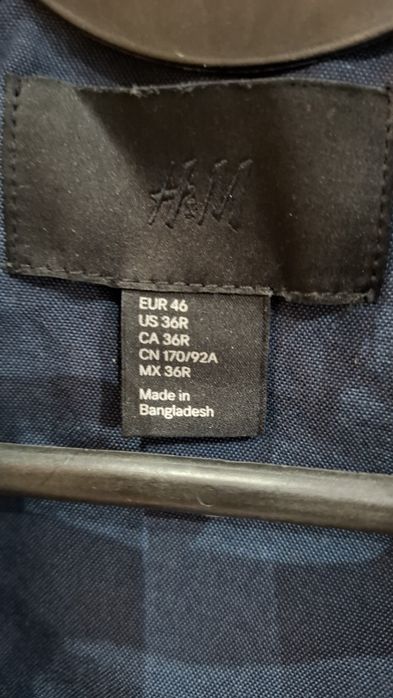 H&M
EUR 46
US 36R
CA 36R
CN 170/92A
MX 36R
Made in
Bangladesh